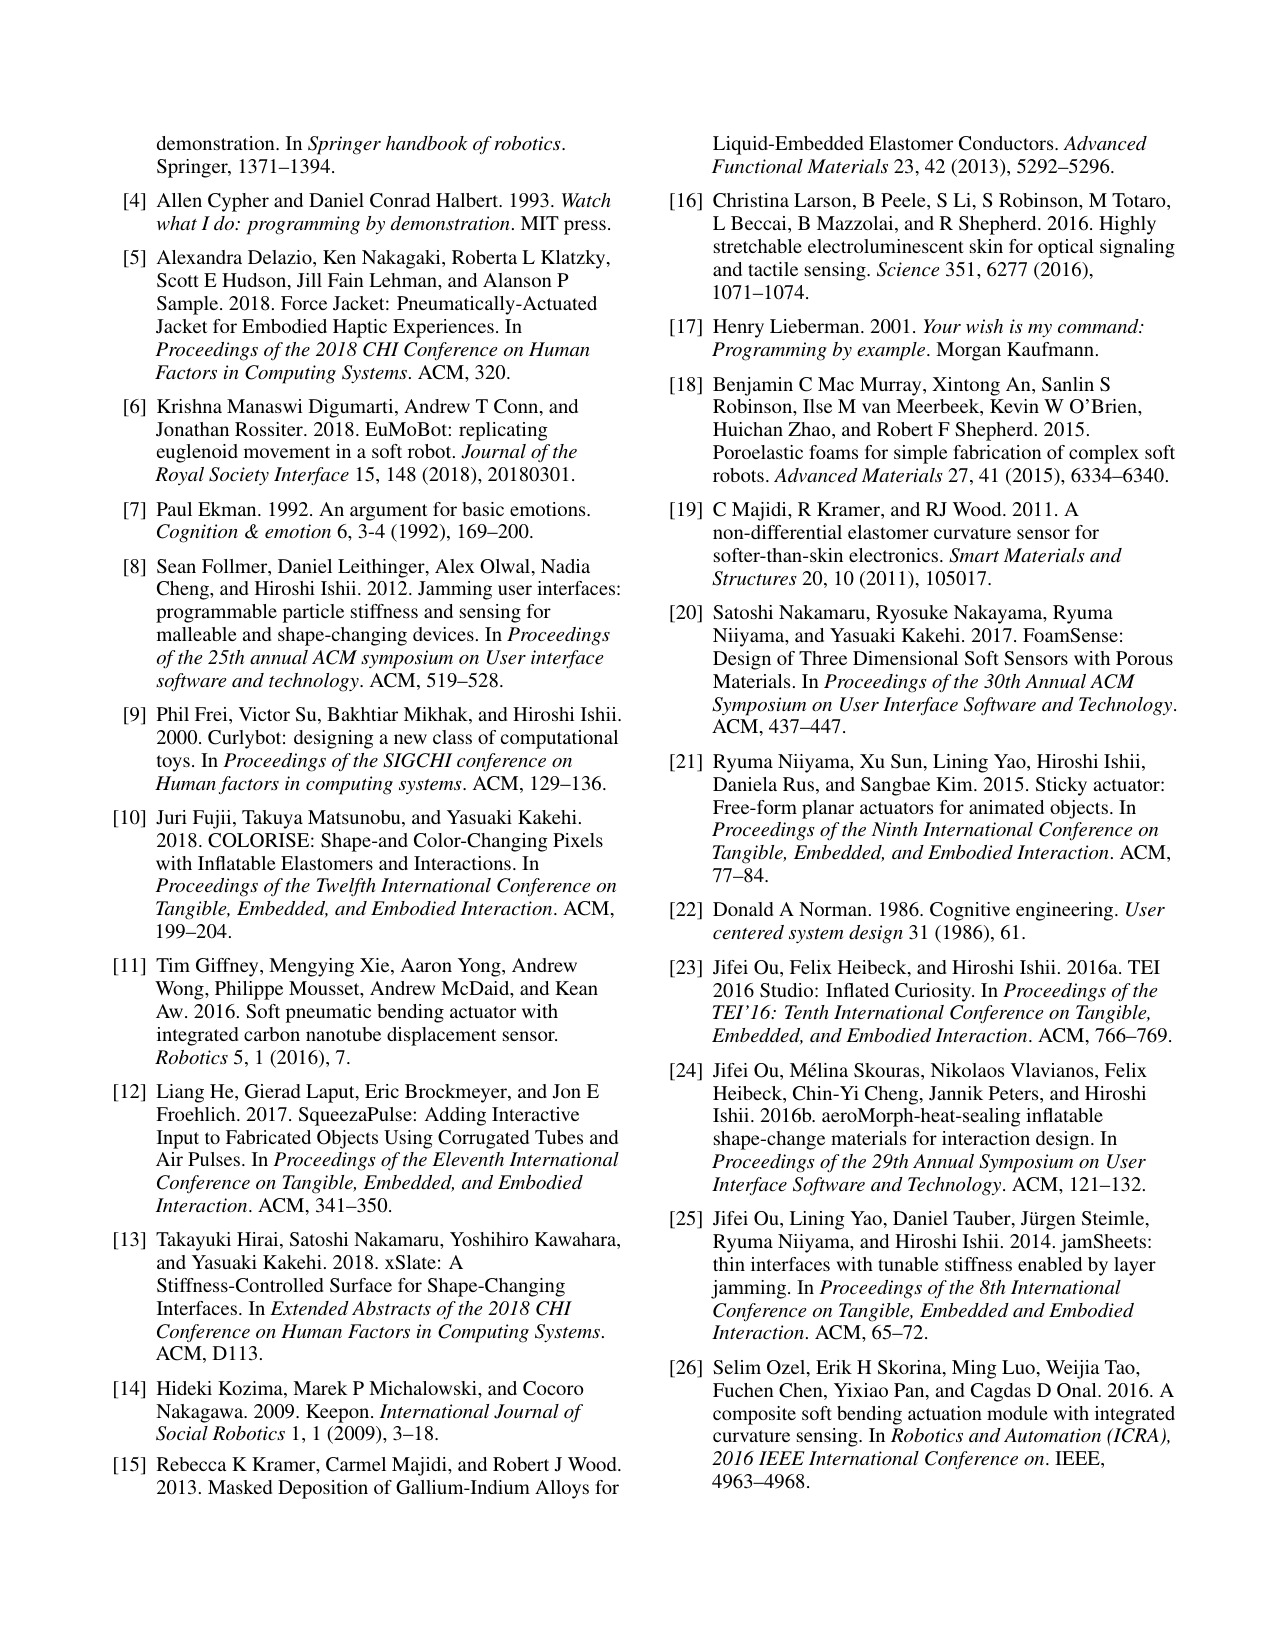 demonstration. In Springer handbook of robotics.
Springer, 1371–1394.
[4] Allen Cypher and Daniel Conrad Halbert. 1993. Watch
what I do: programming by demonstration. MIT press.
[5] Alexandra Delazio, Ken Nakagaki, Roberta L Klatzky,
Scott E Hudson, Jill Fain Lehman, and Alanson P
Sample. 2018. Force Jacket: Pneumatically-Actuated
Jacket for Embodied Haptic Experiences. In
Proceedings of the 2018 CHI Conference on Human
Factors in Computing Systems. ACM, 320.
[6] Krishna Manaswi Digumarti, Andrew T Conn, and
Jonathan Rossiter. 2018. EuMoBot: replicating
euglenoid movement in a soft robot. Journal of the
Royal Society Interface 15, 148 (2018), 20180301.
[7] Paul Ekman. 1992. An argument for basic emotions.
Cognition & emotion 6, 3-4 (1992), 169–200.
[8] Sean Follmer, Daniel Leithinger, Alex Olwal, Nadia
Cheng, and Hiroshi Ishii. 2012. Jamming user interfaces:
programmable particle stiffness and sensing for
malleable and shape-changing devices. In Proceedings
of the 25th annual ACM symposium on User interface
software and technology. ACM, 519–528.
[9] Phil Frei, Victor Su, Bakhtiar Mikhak, and Hiroshi Ishii.
2000. Curlybot: designing a new class of computational
toys. In Proceedings of the SIGCHI conference on
Human factors in computing systems. ACM, 129–136.
[10] Juri Fujii, Takuya Matsunobu, and Yasuaki Kakehi.
2018. COLORISE: Shape-and Color-Changing Pixels
with Inflatable Elastomers and Interactions. In
Proceedings of the Twelfth International Conference on
Tangible, Embedded, and Embodied Interaction. ACM,
199–204.
[11] Tim Giffney, Mengying Xie, Aaron Yong, Andrew
Wong, Philippe Mousset, Andrew McDaid, and Kean
Aw. 2016. Soft pneumatic bending actuator with
integrated carbon nanotube displacement sensor.
Robotics 5, 1 (2016), 7.
[12] Liang He, Gierad Laput, Eric Brockmeyer, and Jon E
Froehlich. 2017. SqueezaPulse: Adding Interactive
Input to Fabricated Objects Using Corrugated Tubes and
Air Pulses. In Proceedings of the Eleventh International
Conference on Tangible, Embedded, and Embodied
Interaction. ACM, 341–350.
[13] Takayuki Hirai, Satoshi Nakamaru, Yoshihiro Kawahara,
and Yasuaki Kakehi. 2018. xSlate: A
Stiffness-Controlled Surface for Shape-Changing
Interfaces. In Extended Abstracts of the 2018 CHI
Conference on Human Factors in Computing Systems.
ACM, D113.
[14] Hideki Kozima, Marek P Michalowski, and Cocoro
Nakagawa. 2009. Keepon. International Journal of
Social Robotics 1, 1 (2009), 3–18.
[15] Rebecca K Kramer, Carmel Majidi, and Robert J Wood.
2013. Masked Deposition of Gallium-Indium Alloys for
Liquid-Embedded Elastomer Conductors. Advanced
Functional Materials 23, 42 (2013), 5292–5296.
[16] Christina Larson, B Peele, S Li, S Robinson, M Totaro,
L Beccai, B Mazzolai, and R Shepherd. 2016. Highly
stretchable electroluminescent skin for optical signaling
and tactile sensing. Science 351, 6277 (2016),
1071–1074.
[17] Henry Lieberman. 2001. Your wish is my command:
Programming by example. Morgan Kaufmann.
[18] Benjamin C Mac Murray, Xintong An, Sanlin S
Robinson, Ilse M van Meerbeek, Kevin W O’Brien,
Huichan Zhao, and Robert F Shepherd. 2015.
Poroelastic foams for simple fabrication of complex soft
robots. Advanced Materials 27, 41 (2015), 6334–6340.
[19] C Majidi, R Kramer, and RJ Wood. 2011. A
non-differential elastomer curvature sensor for
softer-than-skin electronics. Smart Materials and
Structures 20, 10 (2011), 105017.
[20] Satoshi Nakamaru, Ryosuke Nakayama, Ryuma
Niiyama, and Yasuaki Kakehi. 2017. FoamSense:
Design of Three Dimensional Soft Sensors with Porous
Materials. In Proceedings of the 30th Annual ACM
Symposium on User Interface Software and Technology.
ACM, 437–447.
[21] Ryuma Niiyama, Xu Sun, Lining Yao, Hiroshi Ishii,
Daniela Rus, and Sangbae Kim. 2015. Sticky actuator:
Free-form planar actuators for animated objects. In
Proceedings of the Ninth International Conference on
Tangible, Embedded, and Embodied Interaction. ACM,
77–84.
[22] Donald A Norman. 1986. Cognitive engineering. User
centered system design 31 (1986), 61.
[23] Jifei Ou, Felix Heibeck, and Hiroshi Ishii. 2016a. TEI
2016 Studio: Inflated Curiosity. In Proceedings of the
TEI’16: Tenth International Conference on Tangible,
Embedded, and Embodied Interaction. ACM, 766–769.
[24] Jifei Ou, Mélina Skouras, Nikolaos Vlavianos, Felix
Heibeck, Chin-Yi Cheng, Jannik Peters, and Hiroshi
Ishii. 2016b. aeroMorph-heat-sealing inflatable
shape-change materials for interaction design. In
Proceedings of the 29th Annual Symposium on User
Interface Software and Technology. ACM, 121–132.
[25] Jifei Ou, Lining Yao, Daniel Tauber, Jürgen Steimle,
Ryuma Niiyama, and Hiroshi Ishii. 2014. jamSheets:
thin interfaces with tunable stiffness enabled by layer
jamming. In Proceedings of the 8th International
Conference on Tangible, Embedded and Embodied
Interaction. ACM, 65–72.
[26] Selim Ozel, Erik H Skorina, Ming Luo, Weijia Tao,
Fuchen Chen, Yixiao Pan, and Cagdas D Onal. 2016. A
composite soft bending actuation module with integrated
curvature sensing. In Robotics and Automation (ICRA),
2016 IEEE International Conference on. IEEE,
4963–4968.